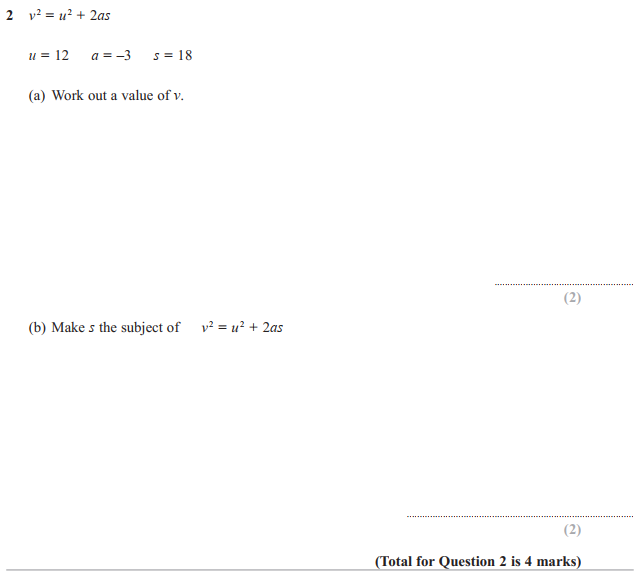 2 v² = u² + 2as
u = 12 a = –3 s = 18
(a) Work out a value of v.
(2)
(b) Make s the subject of v² = u² + 2as
(2)
(Total for Question 2 is 4 marks)